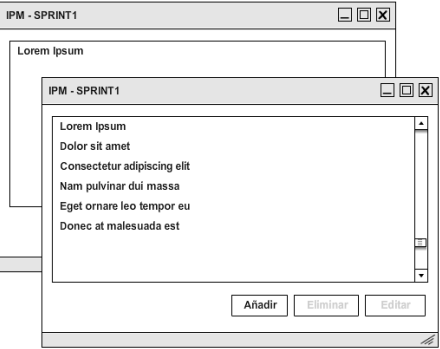 IPM - SPRINT1
Lorem Ipsum
IPM - SPRINT1
Lorem Ipsum
Dolor sit amet
Consectetur adipiscing elit
Nam pulvinar dui massa
Eget ornare leo tempor eu
Donec at malesuada est
Añadir Eliminar Editar